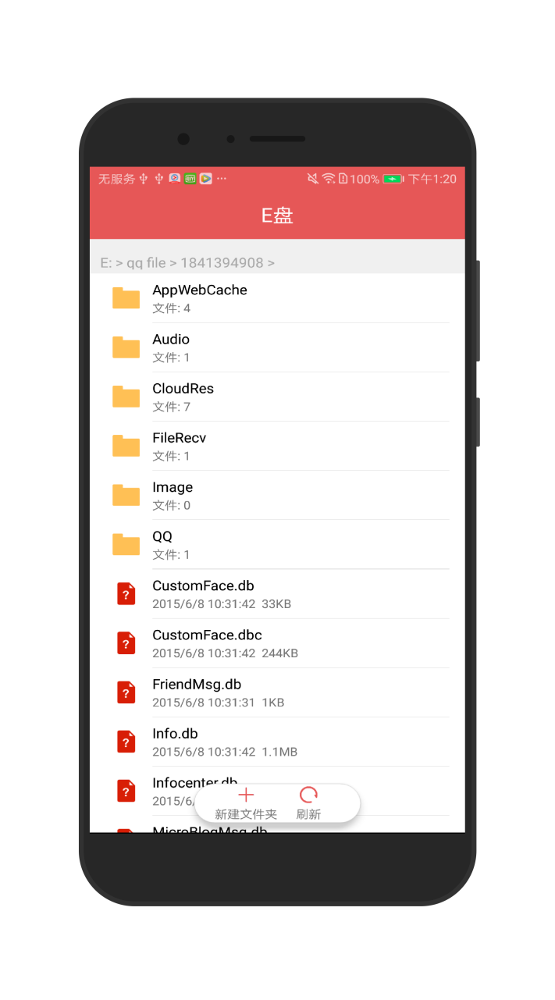 无服务 100% 下午1:20
E盘
E: > qq file > 1841394908 >
AppWebCache
文件: 4
Audio
文件: 1
CloudRes
文件: 7
FileRecv
文件: 1
Image
文件: 0
QQ
文件: 1
CustomFace.db
2015/6/8 10:31:42 33KB
CustomFace.dbc
2015/6/8 10:31:42 244KB
FriendMsg.db
2015/6/8 10:31:31 1KB
Info.db
2015/6/8 10:31:42 1.1MB
Infocenter.db
2015/6/
新建文件夹 刷新
MicroBlogMsg.db